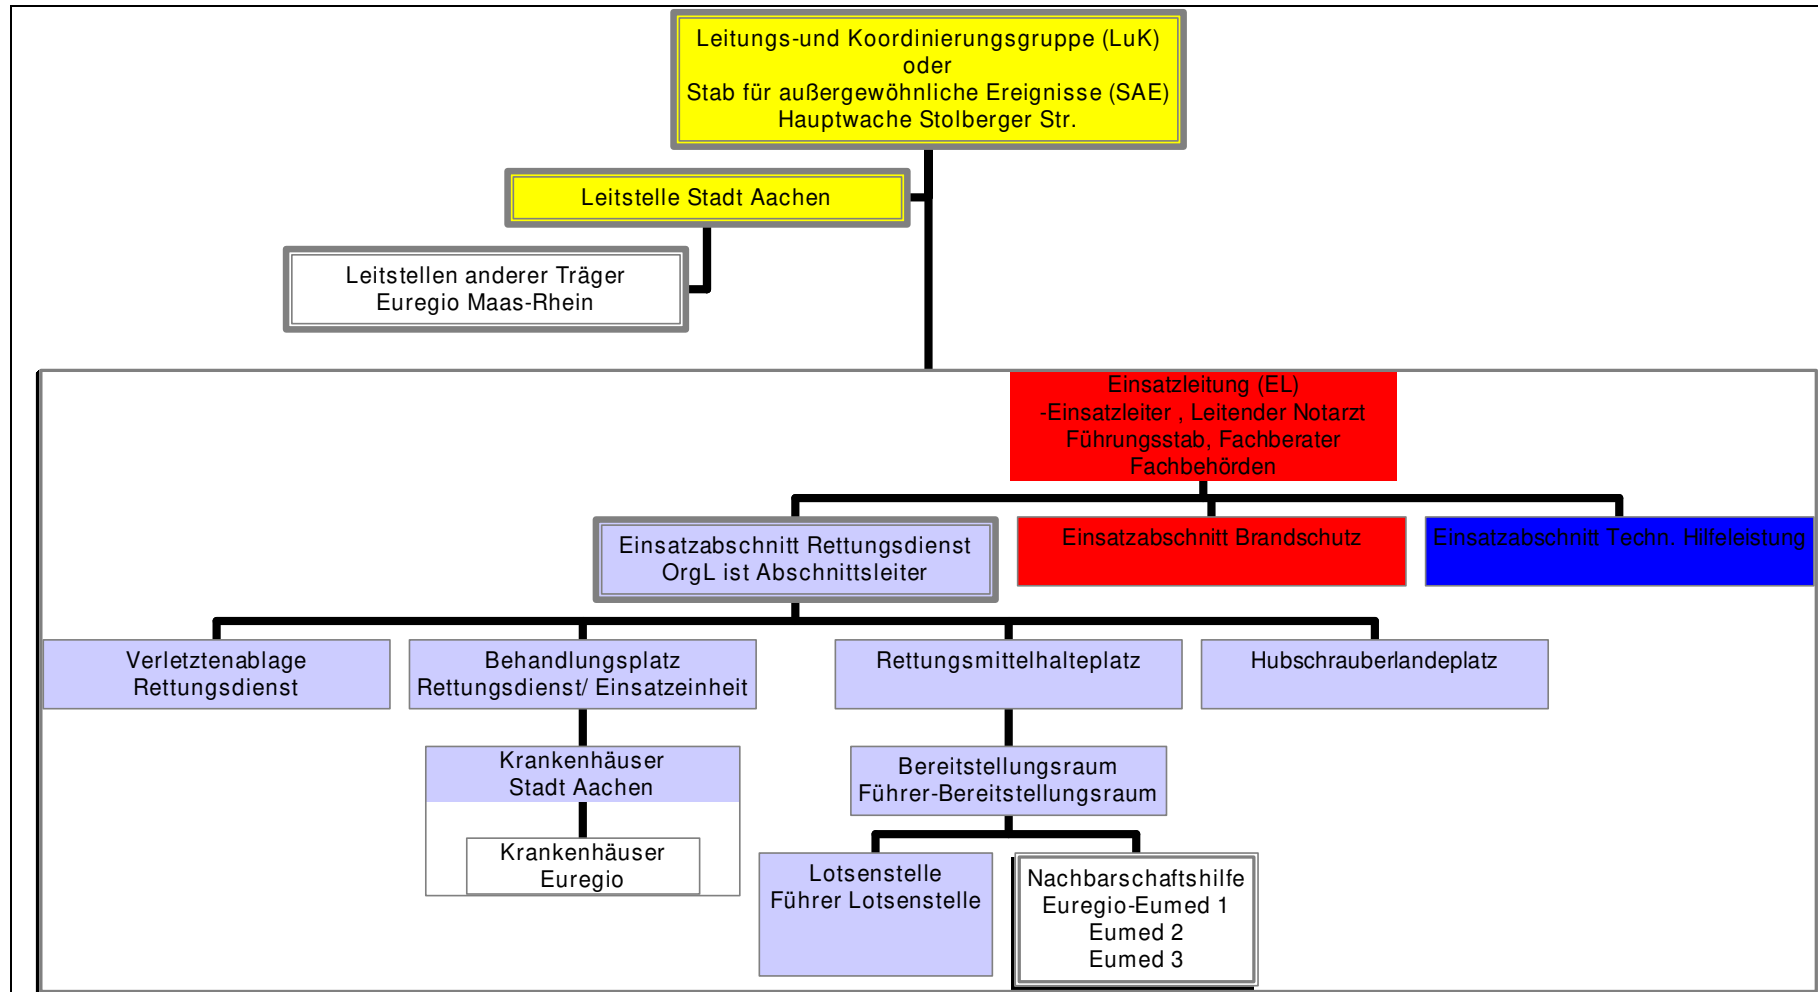 Leitungs-und Koordinierungsgruppe (LuK)
oder
Stab für außergewöhnliche Ereignisse (SAE)
Hauptwache Stolberger Str.
Leitstelle Stadt Aachen
Leitstellen anderer Träger
Euregio Maas-Rhein
Einsatzleitung (EL)
-Einsatzleiter , Leitender Notarzt
Führungsstab, Fachberater
Fachbehörden
Einsatzabschnitt Rettungsdienst
OrgL ist Abschnittsleiter
Einsatzabschnitt Brandschutz
Einsatzabschnitt Techn. Hilfeleistung
Verletztenablage
Rettungsdienst
Behandlungsplatz
Rettungsdienst/ Einsatzeinheit
Rettungsmittelhalteplatz
Hubschrauberlandeplatz
Krankenhäuser
Stadt Aachen
Krankenhäuser
Euregio
Bereitstellungsraum
Führer-Bereitstellungsraum
Lotsenstelle
Führer Lotsenstelle
Nachbarschaftshilfe
Euregio-Eumed 1
Eumed 2
Eumed 3